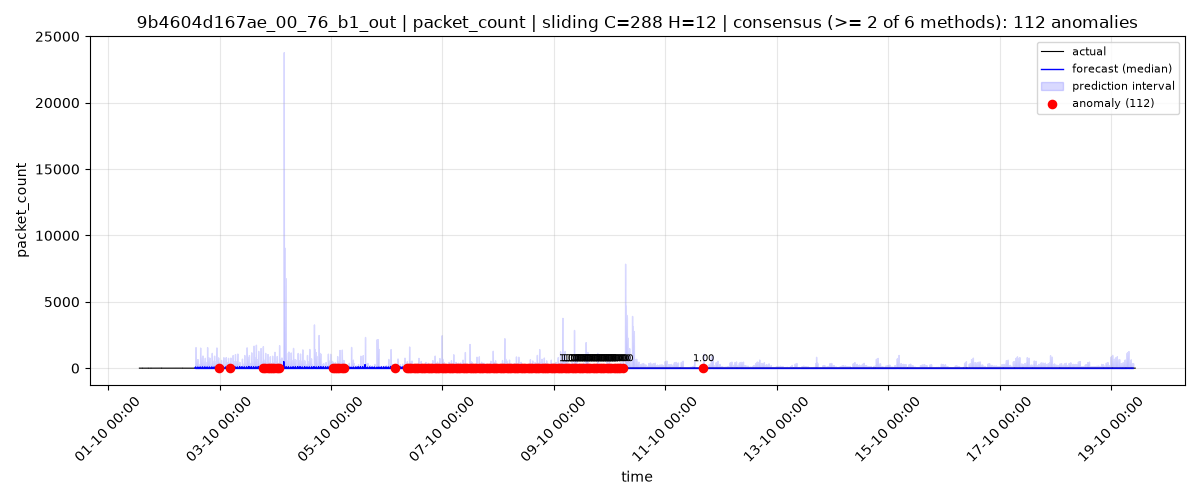 9b4604d167ae_00_76_b1_out | packet_count | sliding C=288 H=12 | consensus (>= 2 of 6 methods): 112 anomalies
actual
forecast (median)
prediction interval
anomaly (112)
packet_count
25000
20000
15000
10000
5000
0
1.00
01-10 00:00
03-10 00:00
05-10 00:00
07-10 00:00
09-10 00:00
11-10 00:00
13-10 00:00
15-10 00:00
17-10 00:00
19-10 00:00
time